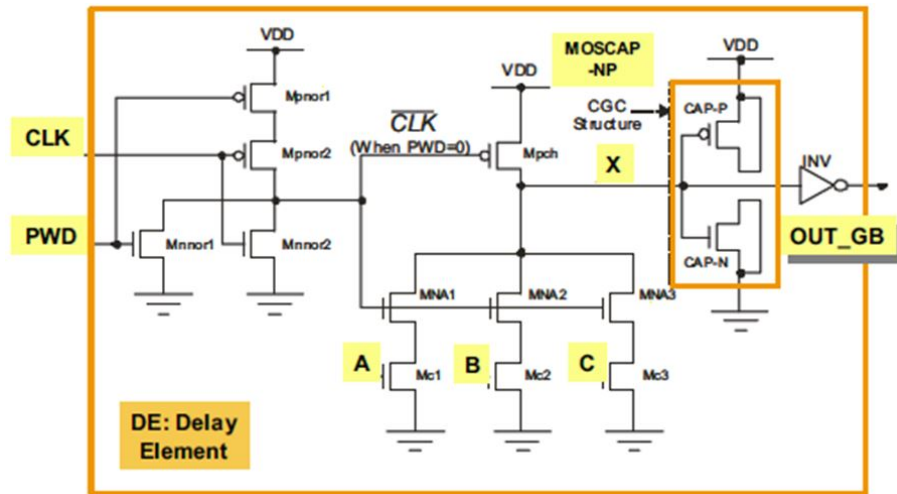 VDD
Mpnor1
CLK
Mpnor2
PWD
Mnnor1
Mnnor2
CLK
(When PWD=0)
VDD
Mpch
MOSCAP
-NP
CGC
Structure
VDD
CAP-P
X
INV
CAP-N
OUT_GB
MNA1
MNA2
MNA3
A
Mc1
B
Mc2
C
Mc3
DE: Delay
Element